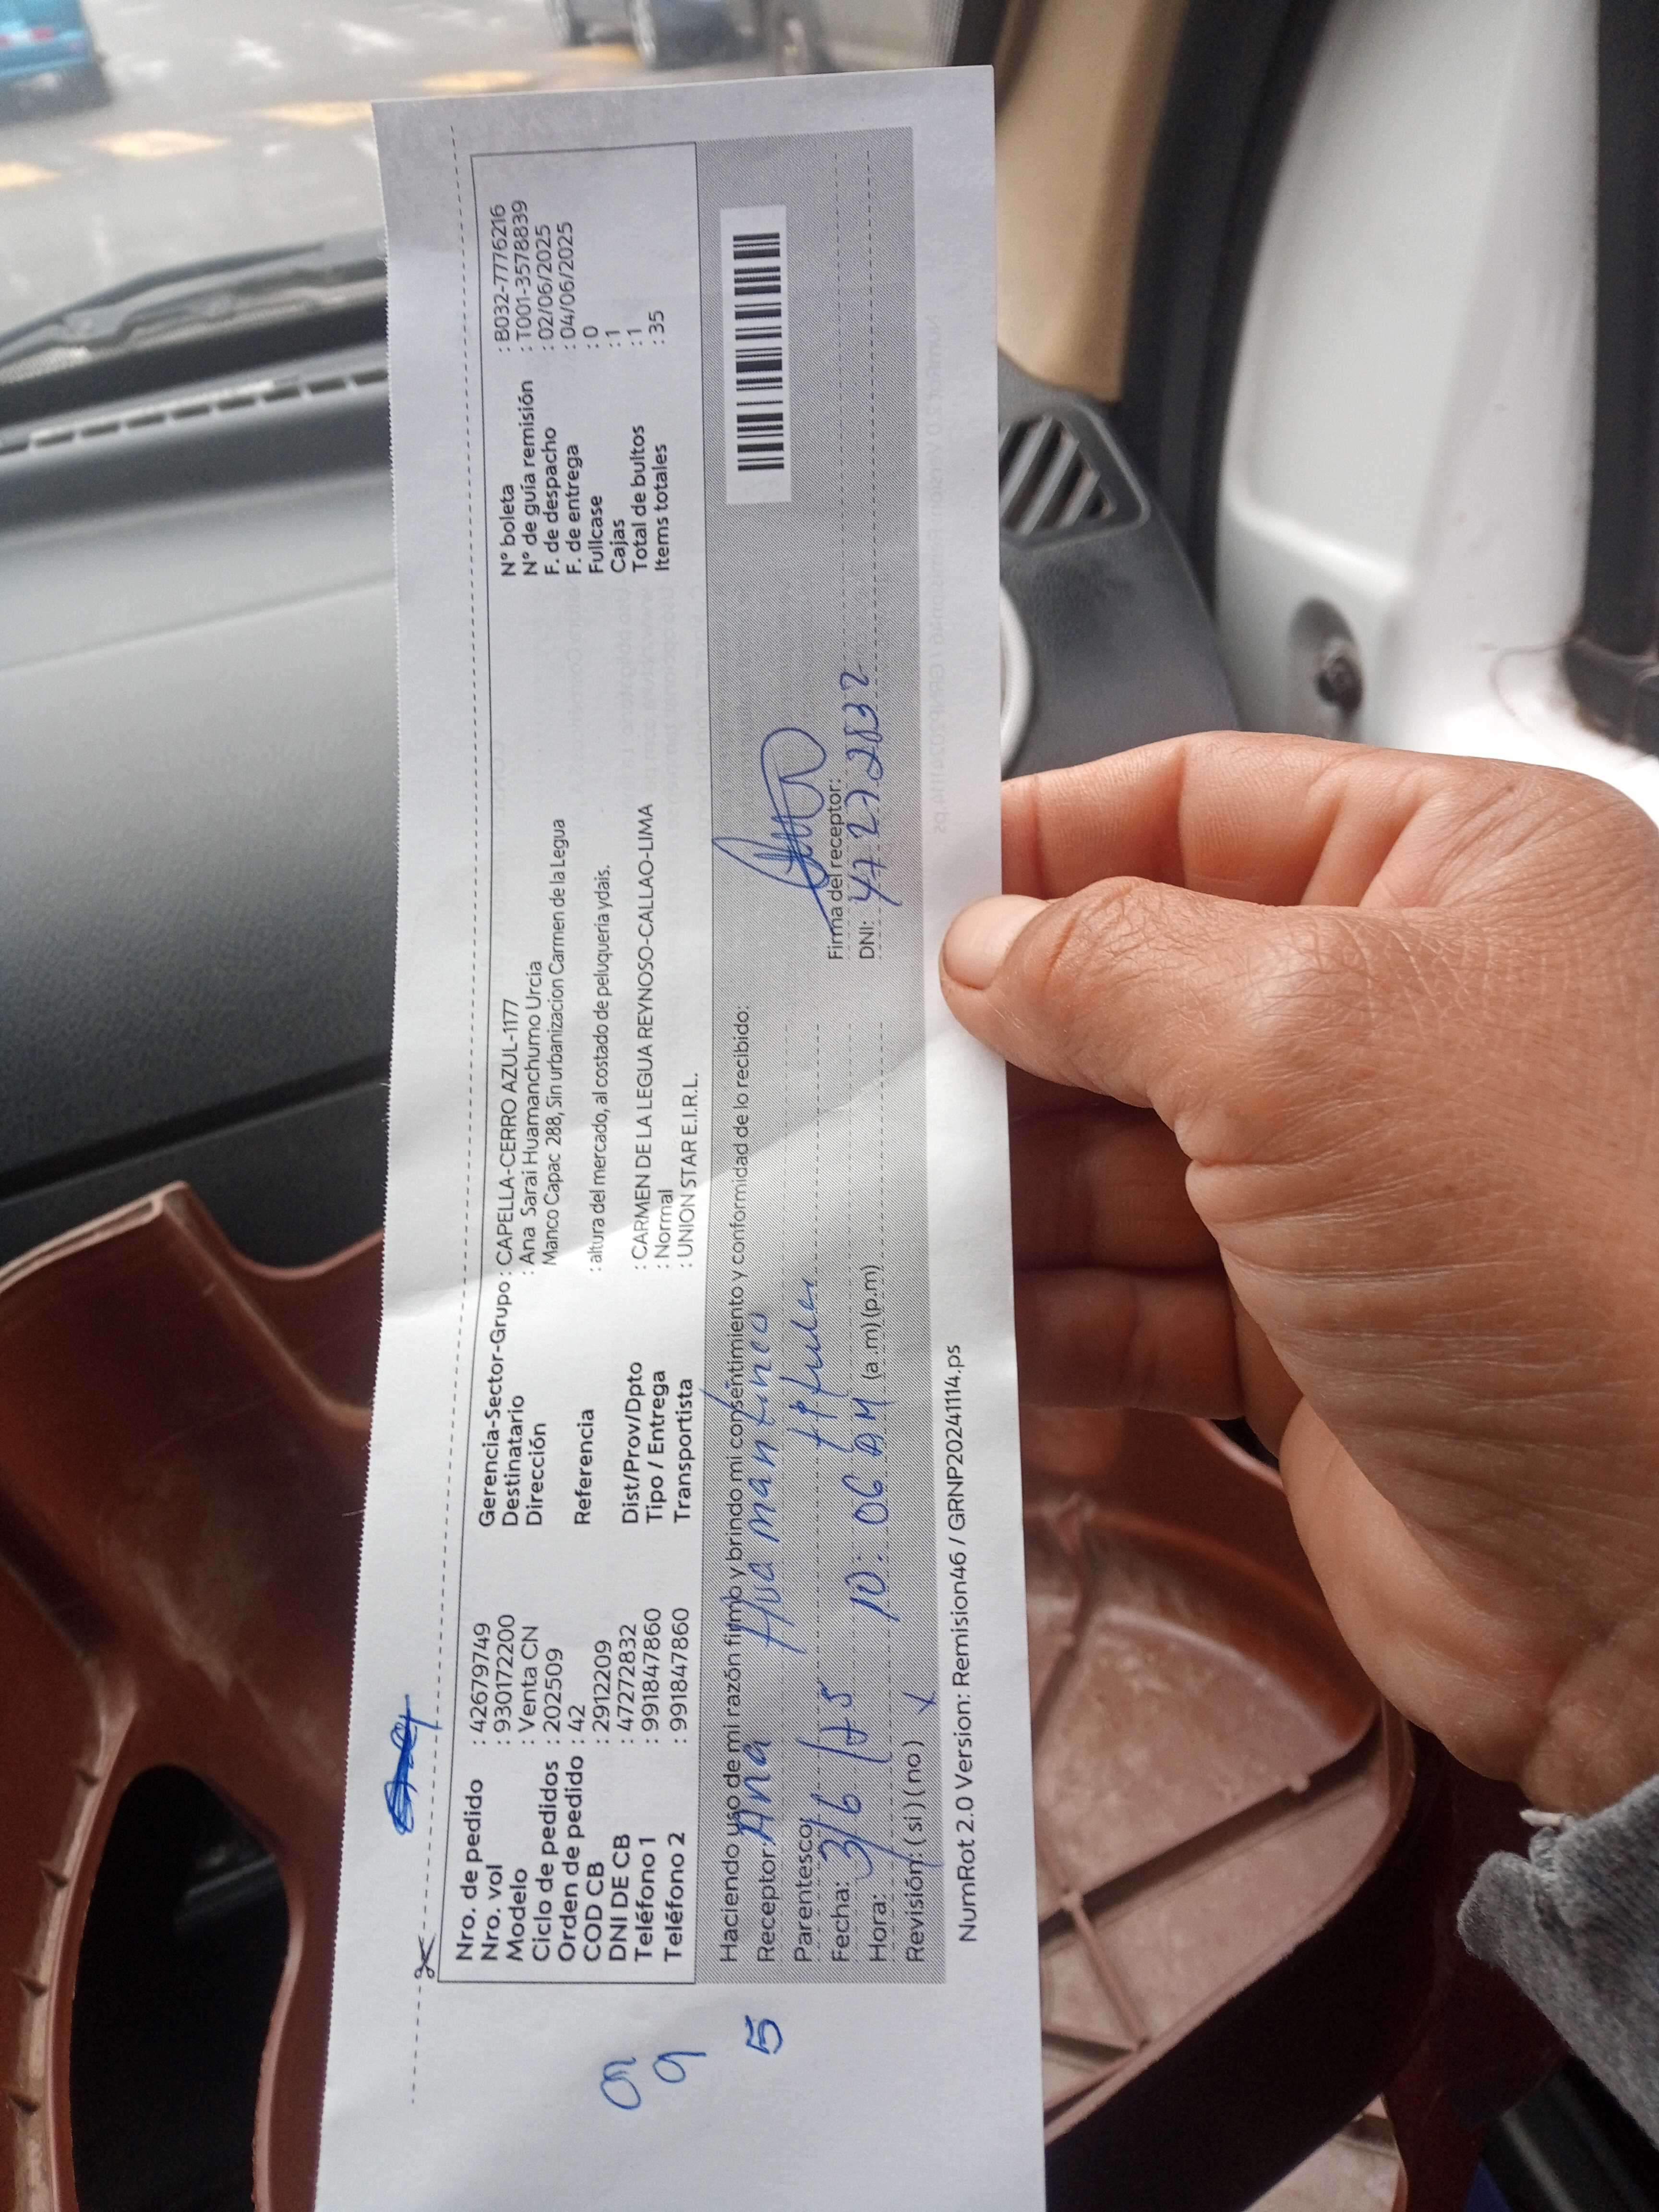 Nro. de pedido : 42679749
Nro. vol : 930172200
Modelo : Venta CN
Ciclo de pedidos : 202509
Orden de pedido : 42
COD CB : 2912209
DNI DE CB : 47272832
Teléfono 1 : 991847860
Teléfono 2 : 991847860
Gerencia-Sector-Grupo : CAPELLA-CERRO AZUL-1177
Destinatario : Ana Sarai Huamanchumo Urcia
Dirección Manco Capac 288, Sin urbanizacion Carmen de la Legua
Referencia : altura del mercado, al costado de peluqueria ydais.
Dist/Prov/Dpto : CARMEN DE LA LEGUA REYNOSO-CALLAO-LIMA
Tipo / Entrega : Normal
Transportista : UNION STAR E.I.R.L.
N° boleta : B032-7776216
N° de guía remisión : T001-3578839
F. de despacho : 02/06/2025
F. de entrega : 04/06/2025
Fullcase : 0
Cajas : 1
Total de bultos : 1
Items totales : 35
Haciendo uso de mi razón firmo y brindo mi consentimiento y conformidad de lo recibido:
Receptor: Ana
Parentesco:
Fecha: 3/6
Hora: 10:06 AM (a.m)(p.m)
Revisión: (si)(no) x
Firma del receptor:
DNI: 47272832
NumRot 2.0 Version: Remision46 / GRNP20241114.ps
9
5